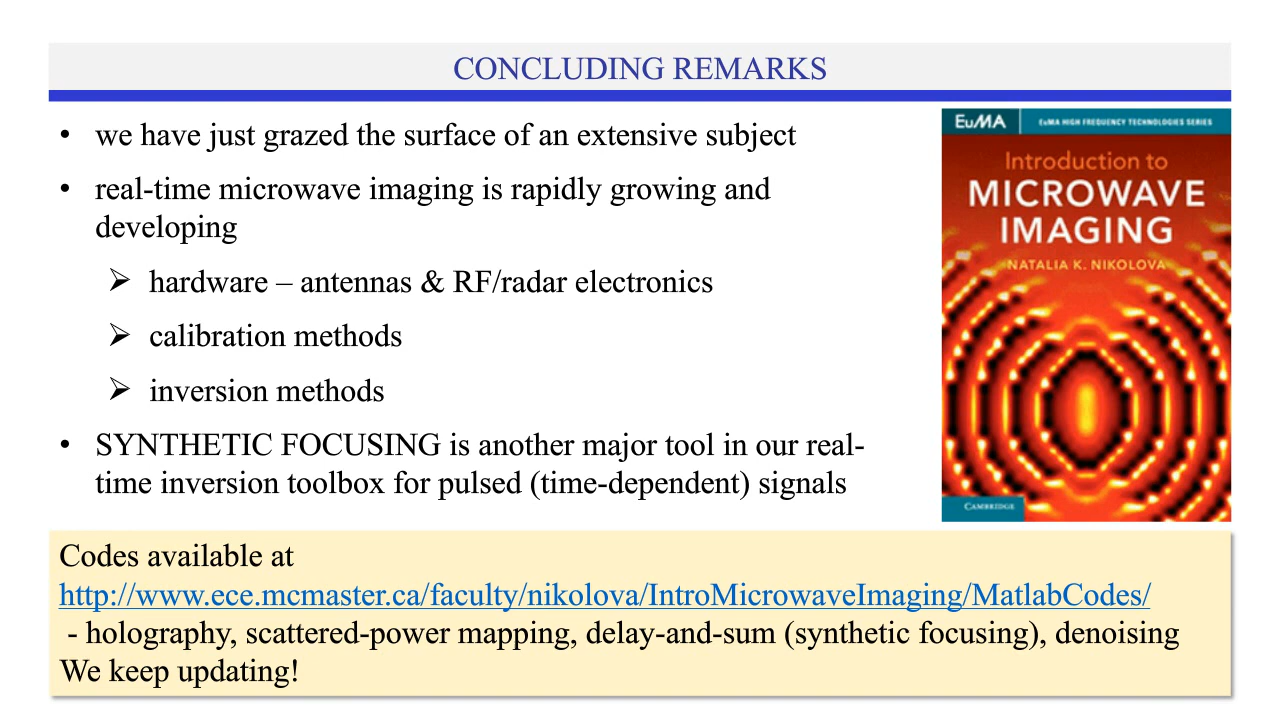 CONCLUDING REMARKS
• we have just grazed the surface of an extensive subject
• real-time microwave imaging is rapidly growing and
developing
➢ hardware – antennas & RF/radar electronics
➢ calibration methods
➢ inversion methods
• SYNTHETIC FOCUSING is another major tool in our real-
time inversion toolbox for pulsed (time-dependent) signals
EuMA
EuMA HIGH FREQUENCY TECHNOLOGIES SERIES
Introduction to
MICROWAVE
IMAGING
NATALIA K. NIKOLOVA
CAMBRIDGE
Codes available at
http://www.ece.mcmaster.ca/faculty/nikolova/IntroMicrowaveImaging/MatlabCodes/
- holography, scattered-power mapping, delay-and-sum (synthetic focusing), denoising
We keep updating!